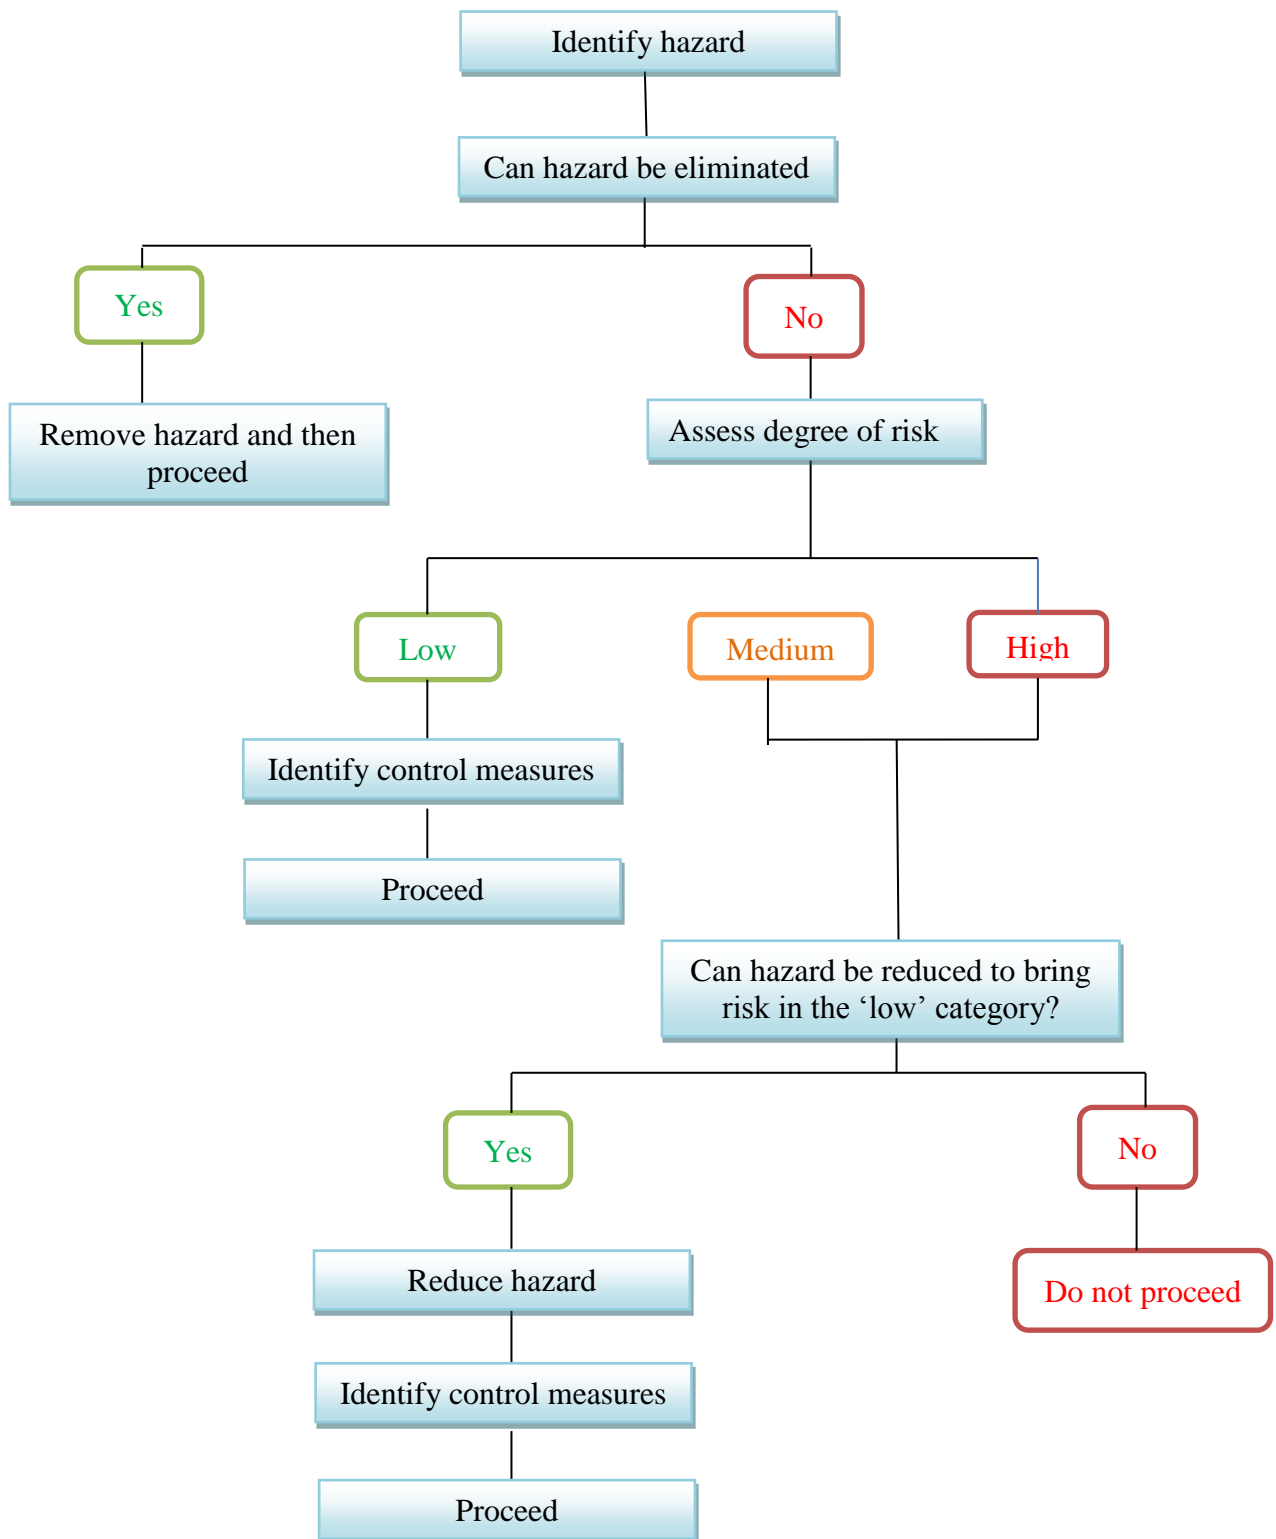 Identify hazard
Can hazard be eliminated
Yes
No
Remove hazard and then
proceed
Assess degree of risk
Low
Medium
High
Identify control measures
Proceed
Can hazard be reduced to bring
risk in the ‘low’ category?
Yes
No
Reduce hazard
Do not proceed
Identify control measures
Proceed